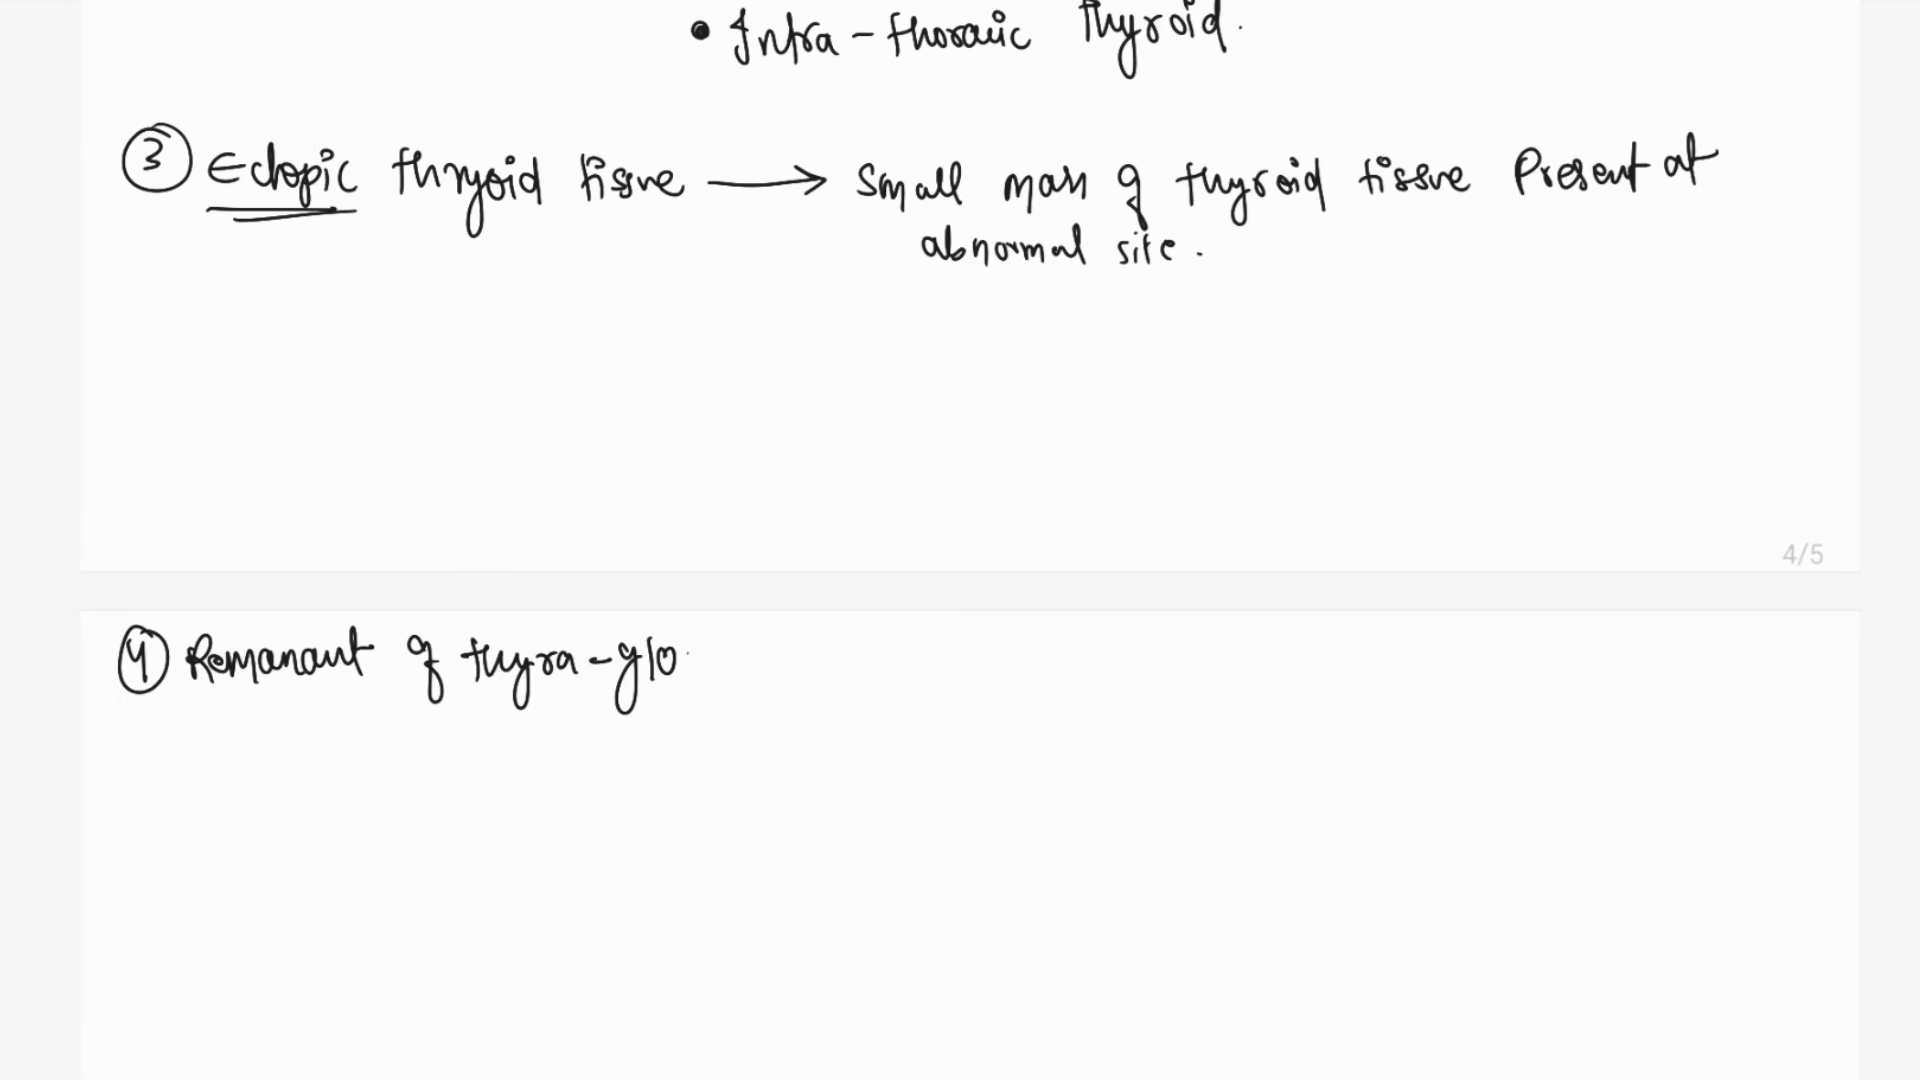 • Intra - thoracic thyroid.
③ Ectopic thryoid tissue → small mass of thyroid tissue Present at
abnormal site.
4/5
④ Remanant of thyra-glo